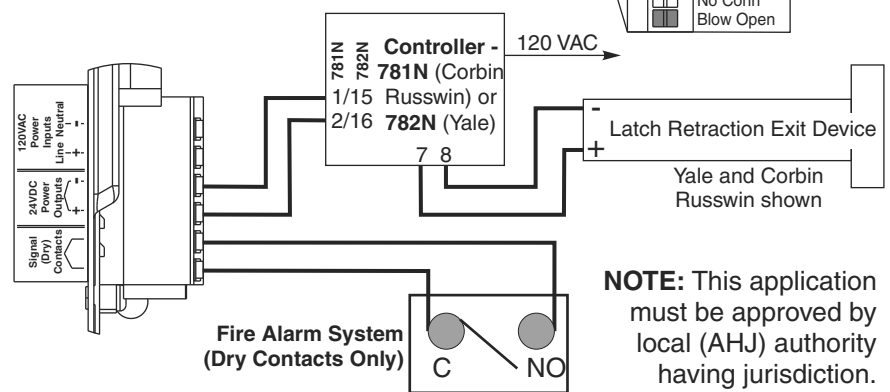 No Conn
Blow Open
120 VAC
781N
782N
Controller -
781N (Corbin
1/15 Russwin) or
2/16 782N (Yale)
7 8
120VAC
Power
Inputs
Line Neutral
-
+
24VDC
Power
Outputs
-
+
Signal
(Dry)
Contacts
-
+
Latch Retraction Exit Device
Yale and Corbin
Russwin shown
Fire Alarm System
(Dry Contacts Only)
C
NO
NOTE: This application
must be approved by
local (AHJ) authority
having jurisdiction.